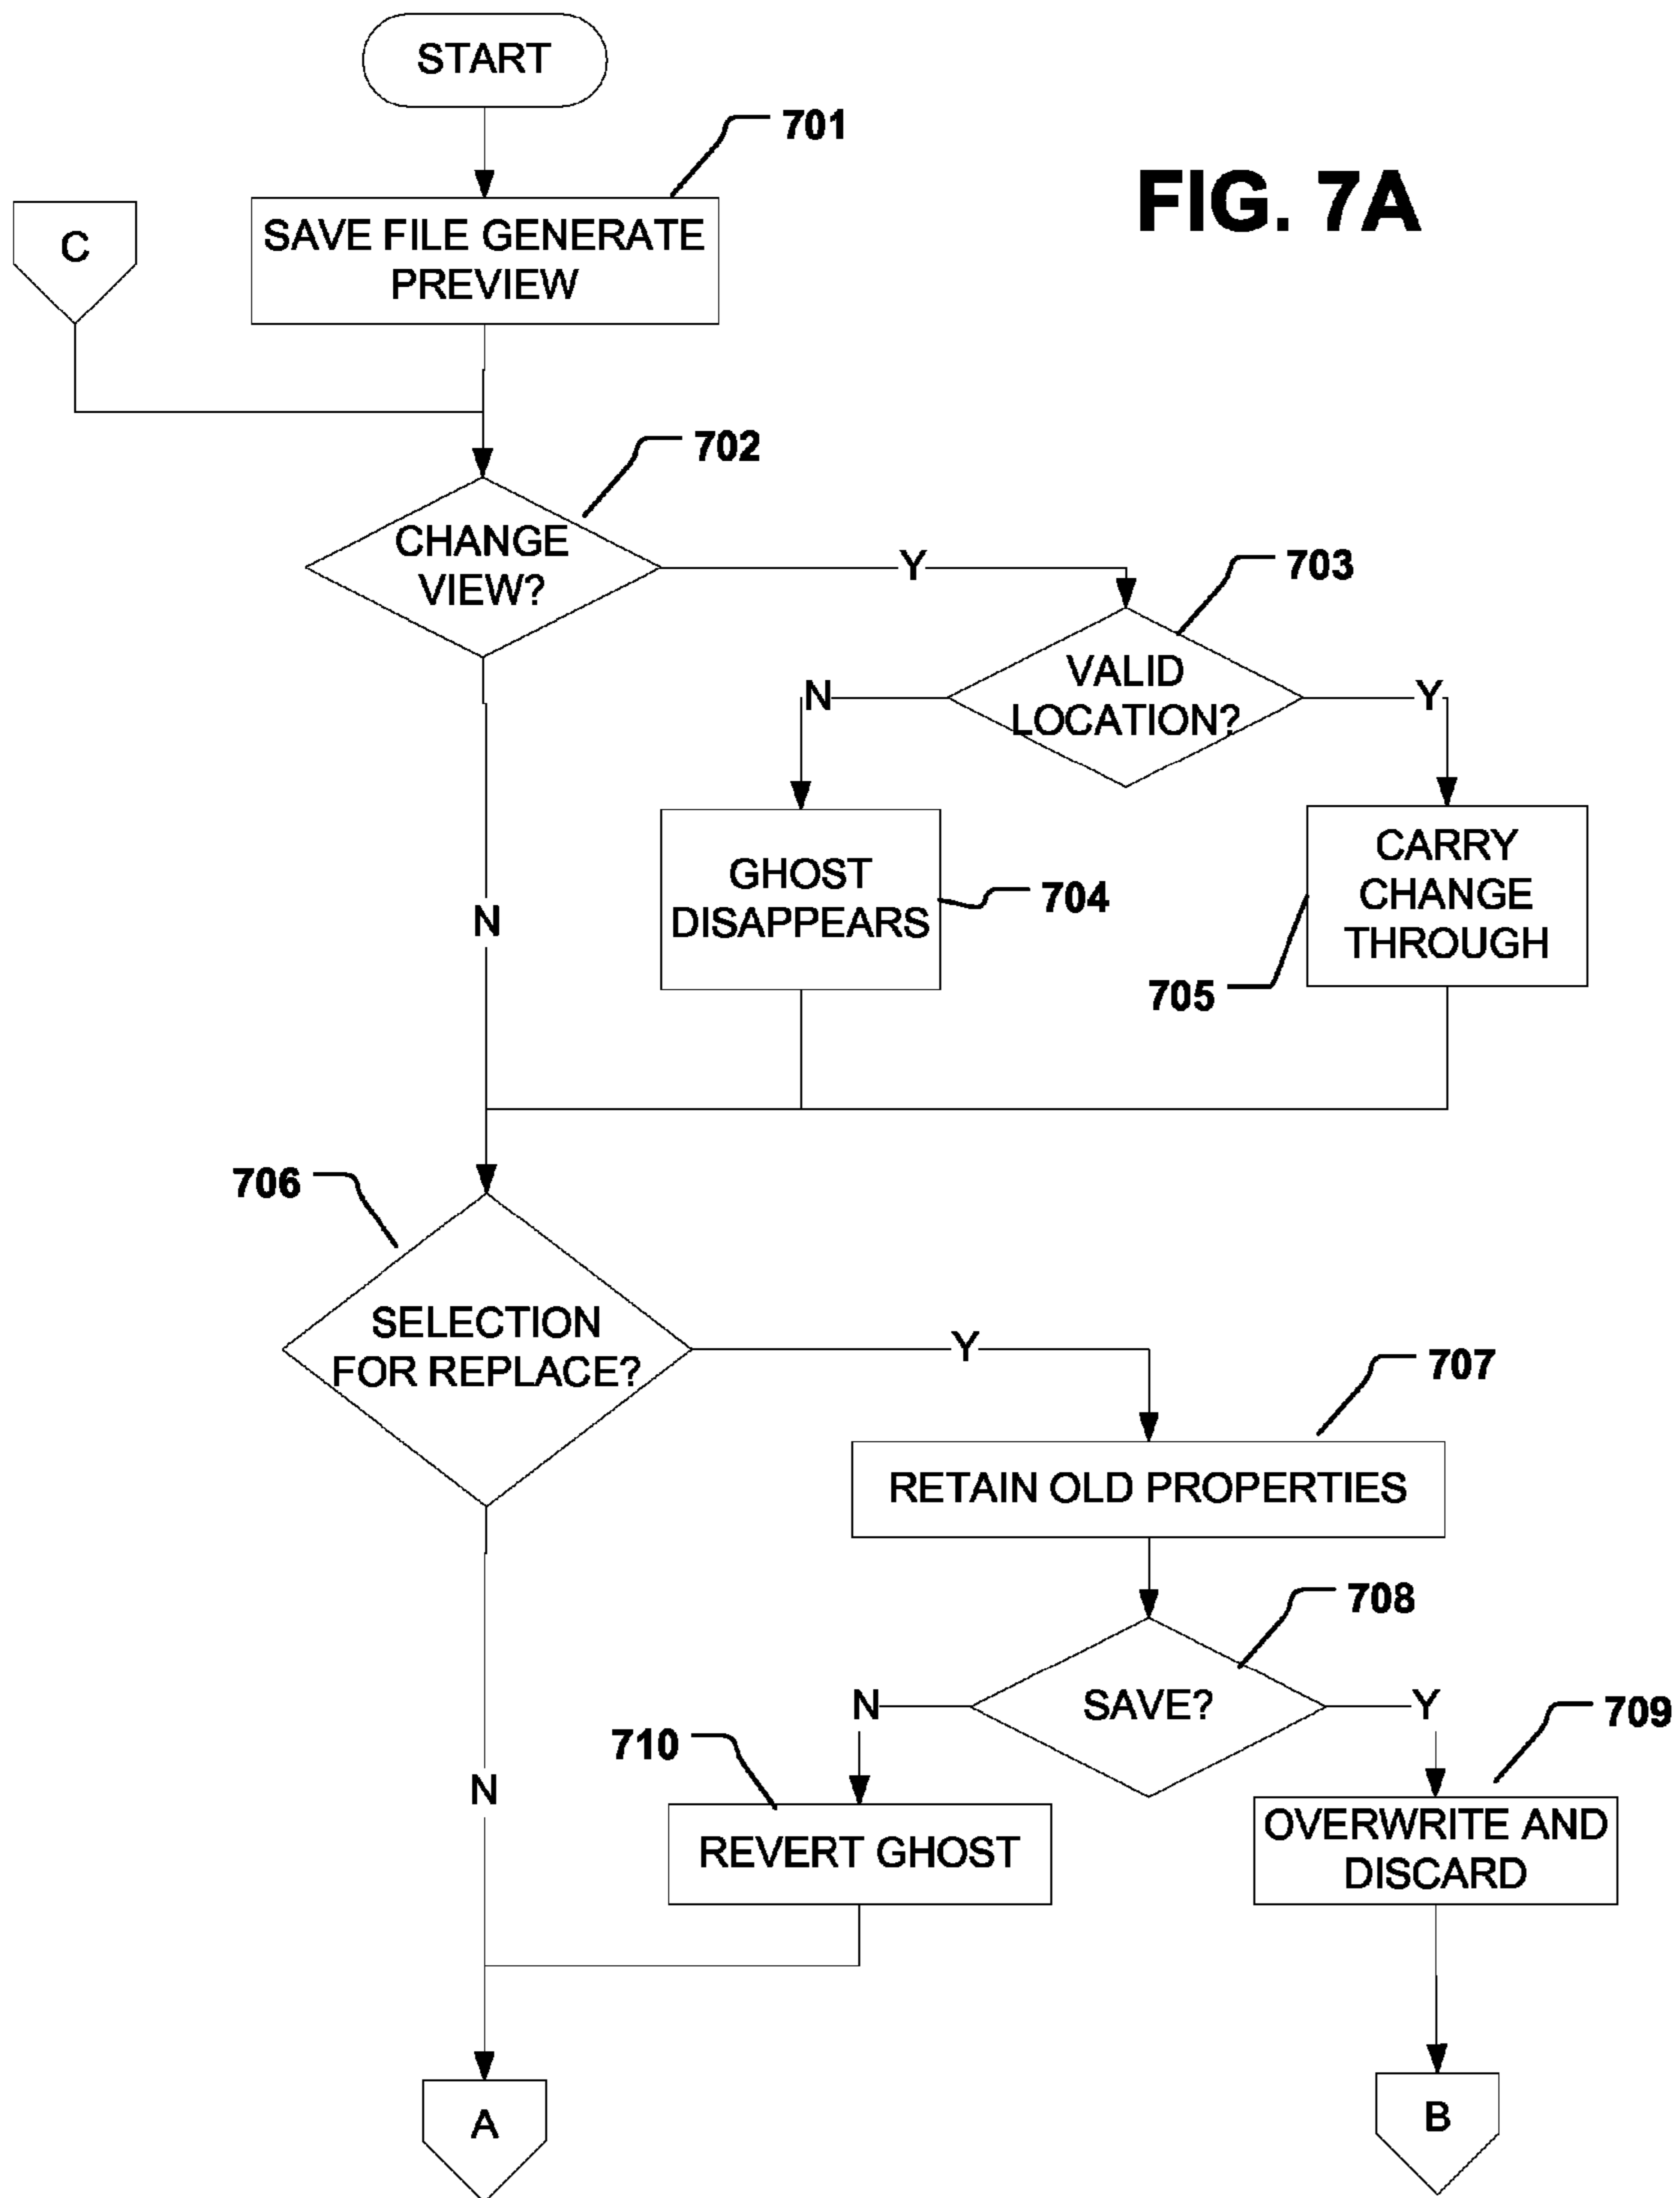 START
701
FIG. 7A
C
SAVE FILE GENERATE
PREVIEW
702
CHANGE
VIEW?
Y
703
VALID
LOCATION?
N
Y
GHOST
DISAPPEARS
704
CARRY
CHANGE
THROUGH
705
N
706
SELECTION
FOR REPLACE?
Y
707
RETAIN OLD PROPERTIES
708
SAVE?
N
Y
709
710
N
REVERT GHOST
OVERWRITE AND
DISCARD
A
B